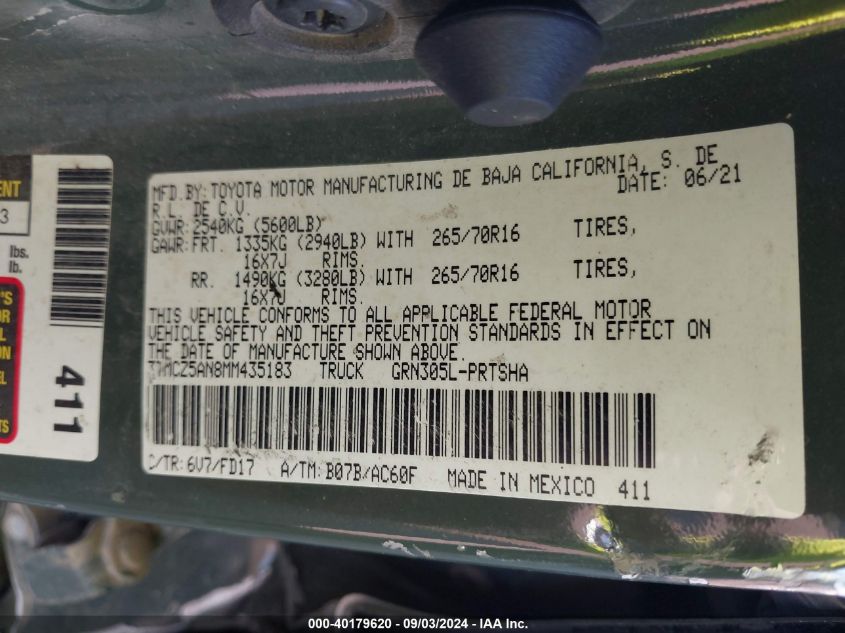 MFD.BY:TOYOTA MOTOR MANUFACTURING DE BAJA CALIFORNIA, S. DE
R.L. DE C.V. DATE: 06/21
GVWR:2540KG (5600LB)
GAWR:FRT. 1335KG (2940LB) WITH 265/70R16 TIRES,
16X7J RIMS.
RR. 1490KG (3280LB) WITH 265/70R16 TIRES,
16X7J RIMS.
THIS VEHICLE CONFORMS TO ALL APPLICABLE FEDERAL MOTOR
VEHICLE SAFETY AND THEFT PREVENTION STANDARDS IN EFFECT ON
THE DATE OF MANUFACTURE SHOWN ABOVE.
3TMCZ5AN8MM435183 TRUCK GRN305L-PRTSHA
C/TR:6V7/FD17 A/TM:B07B/AC60F MADE IN MEXICO 411
3
lbs.
lb.
411
000-40179620 - 09/03/2024 - IAA Inc.